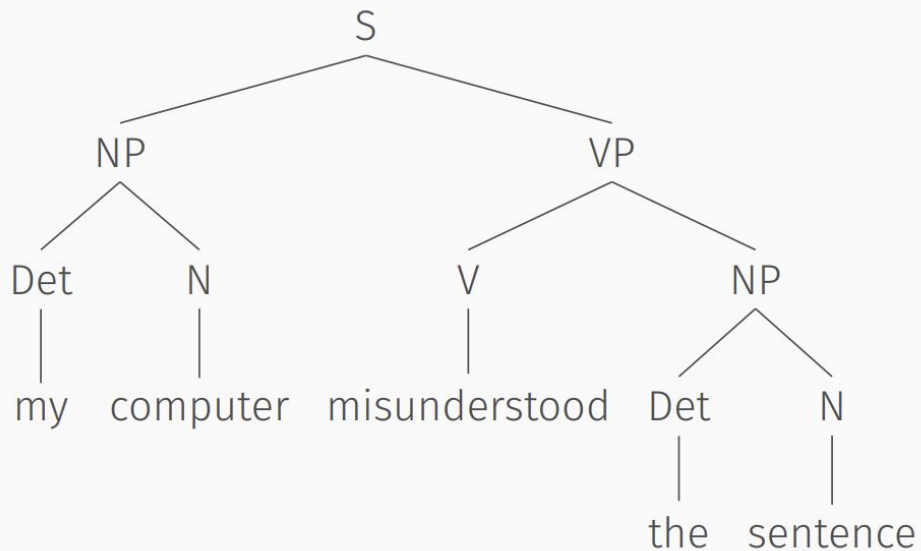 S
NP VP
Det N V NP
my computer misunderstood Det N
the sentence